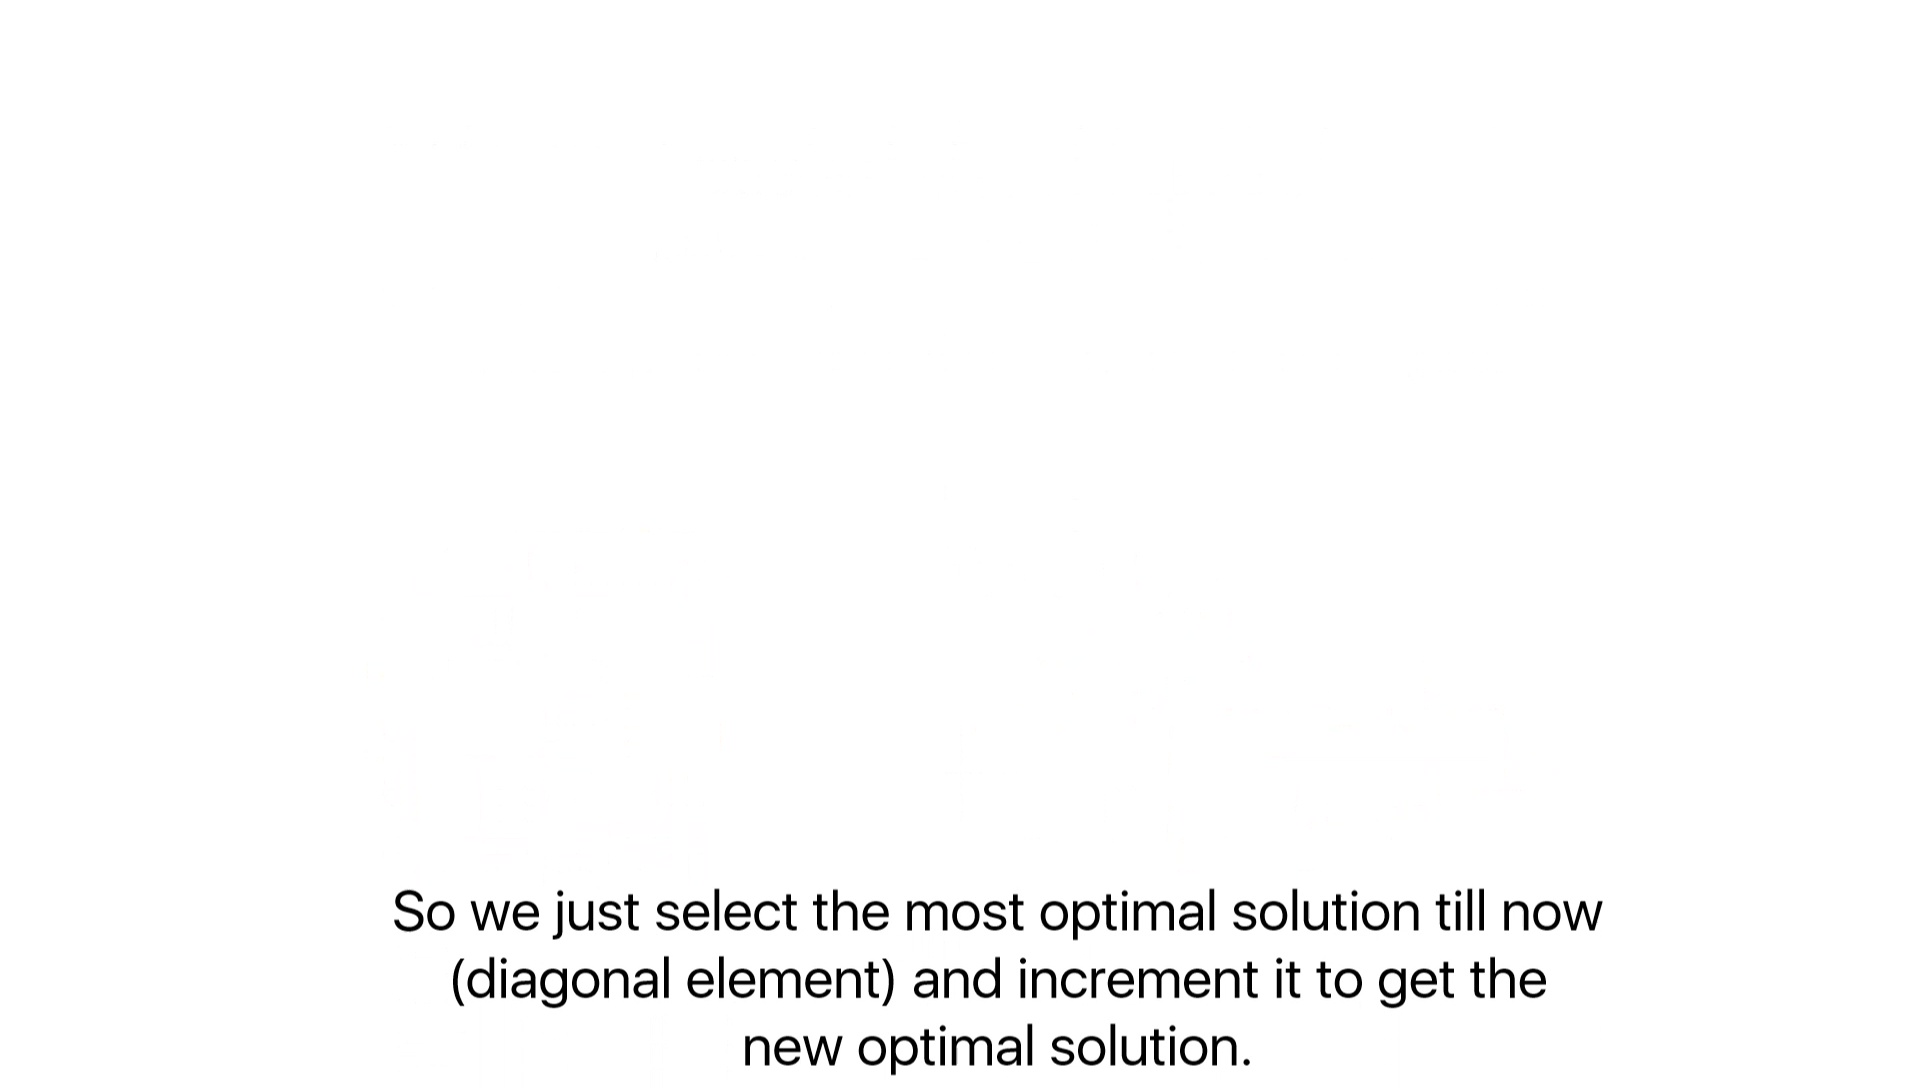 So we just select the most optimal solution till now
(diagonal element) and increment it to get the
new optimal solution.